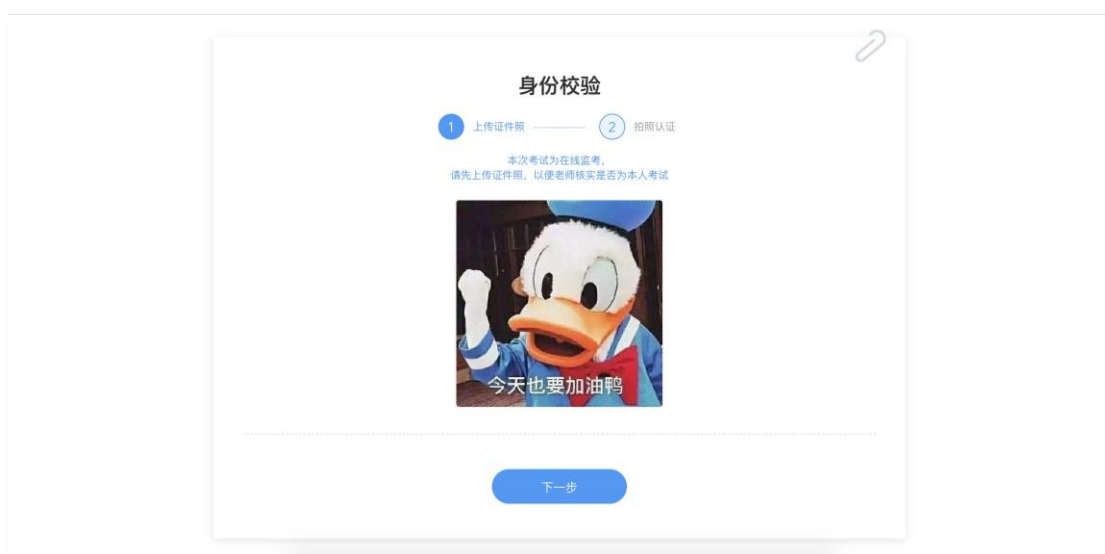 身份校验
1 上传证件照 2 拍照认证
本次考试为在线监考，
请先上传证件照，以便老师核实是否为本人考试
今天也要加油鸭
下一步